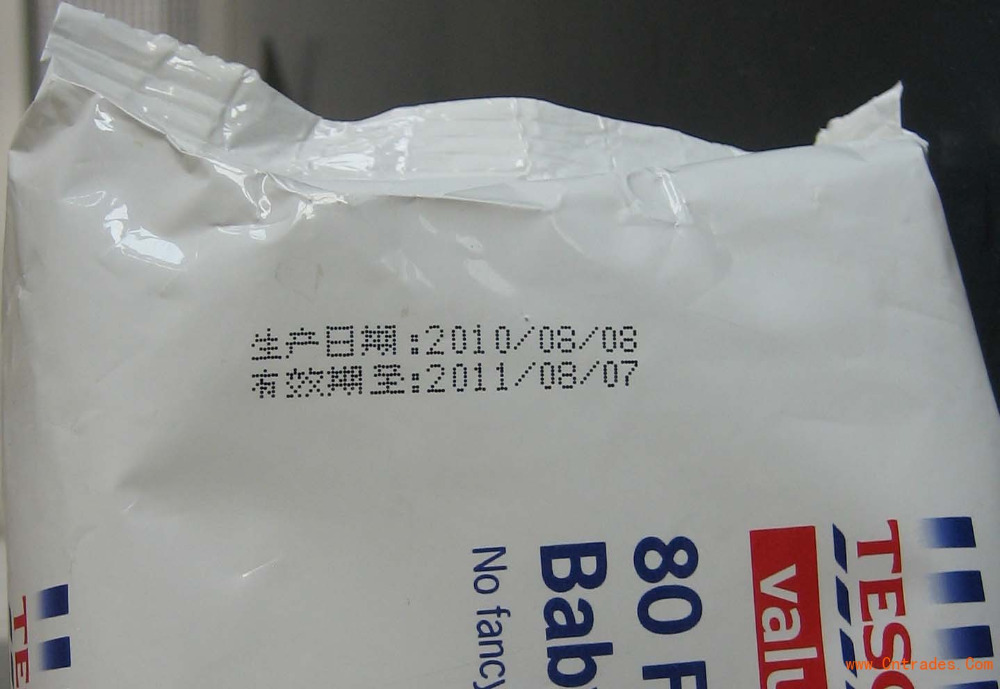 生产日期:2010/08/08
有效期至:2011/08/07
TESC
valu
80 F
Bab
No fancy
TE
www.Cntrades.Com